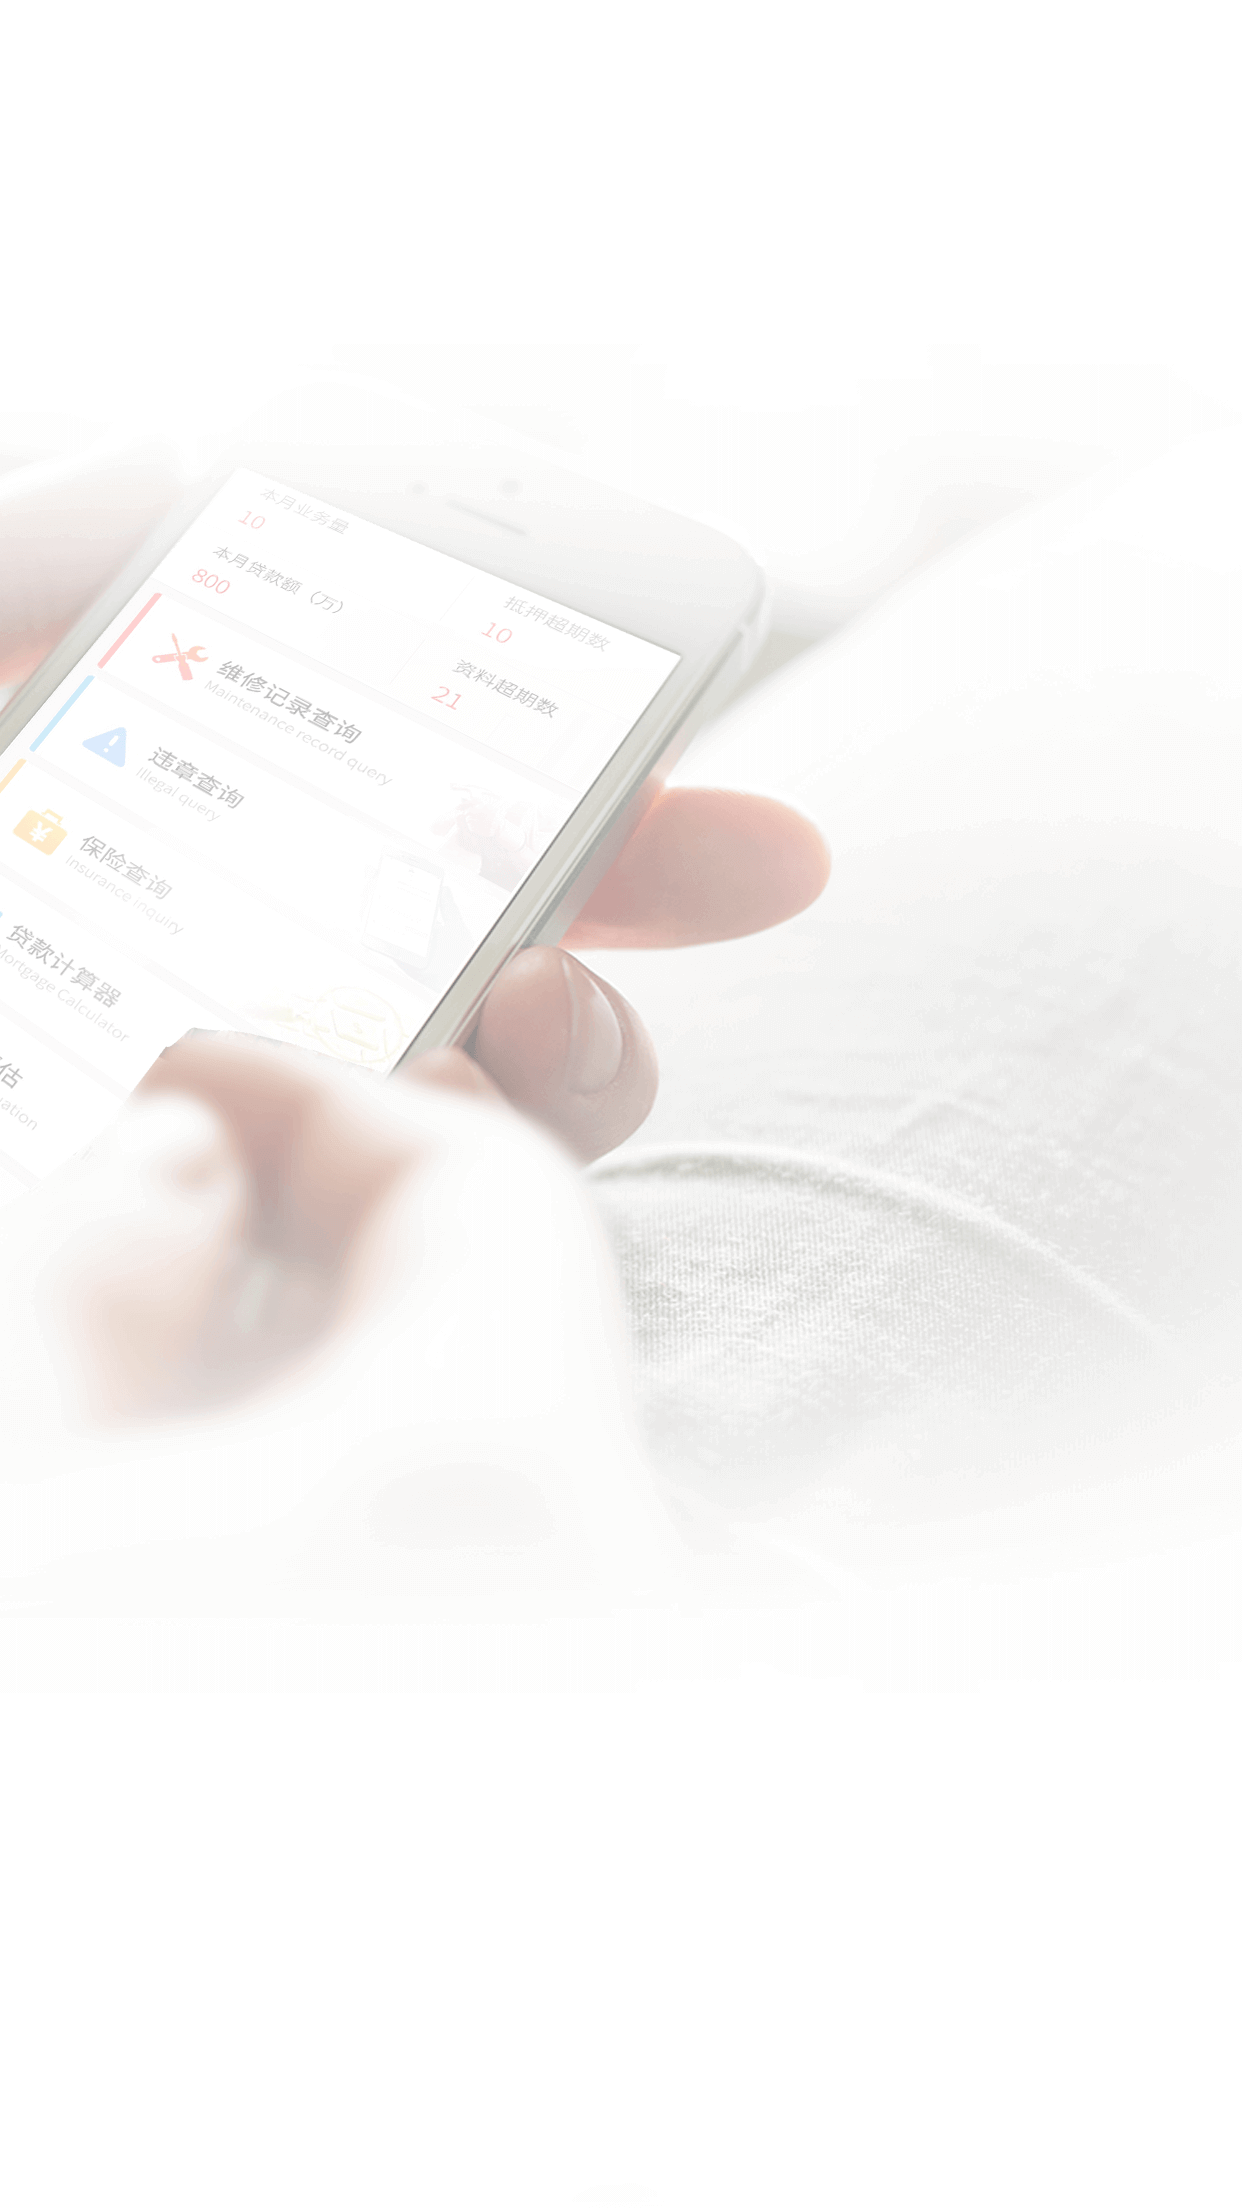 本月业务量
10
本月贷款额（万）
800
抵押超期数
10
资料超期数
21
维修记录查询
Maintenance record query
违章查询
Illegal query
保险查询
Insurance inquiry
贷款计算器
Mortgage Calculator
估
uation